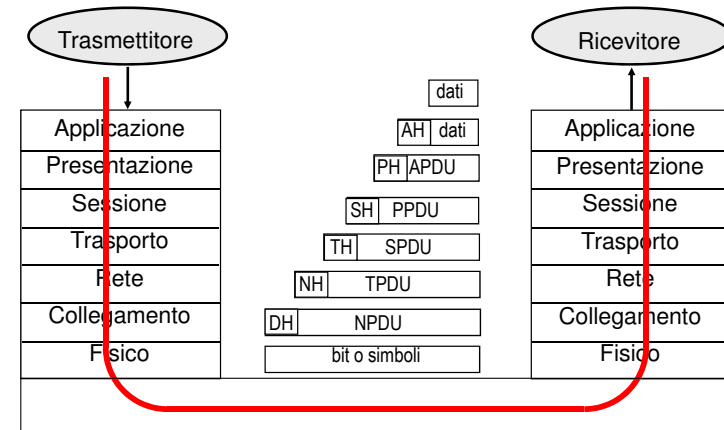 Trasmettitore
Ricevitore
dati
Applicazione
AH dati
Applicazione
Presentazione
PH APDU
Presentazione
Sessione
SH PPDU
Sessione
Trasporto
TH SPDU
Trasporto
Rete
NH TPDU
Rete
Collegamento
DH NPDU
Collegamento
Fisico
bit o simboli
Fisico